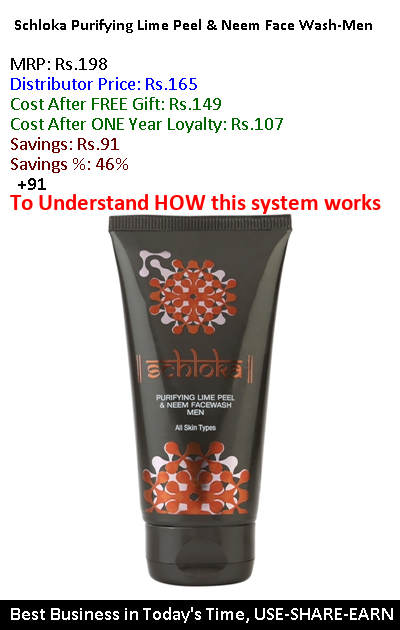 Schloka Purifying Lime Peel & Neem Face Wash-Men
MRP: Rs.198
Distributor Price: Rs.165
Cost After FREE Gift: Rs.149
Cost After ONE Year Loyalty: Rs.107
Savings: Rs.91
Savings %: 46%
+91
To Understand HOW this system works
schloka
PURIFYING LIME PEEL
& NEEM FACEWASH
MEN
All Skin Types
Best Business in Today's Time, USE-SHARE-EARN